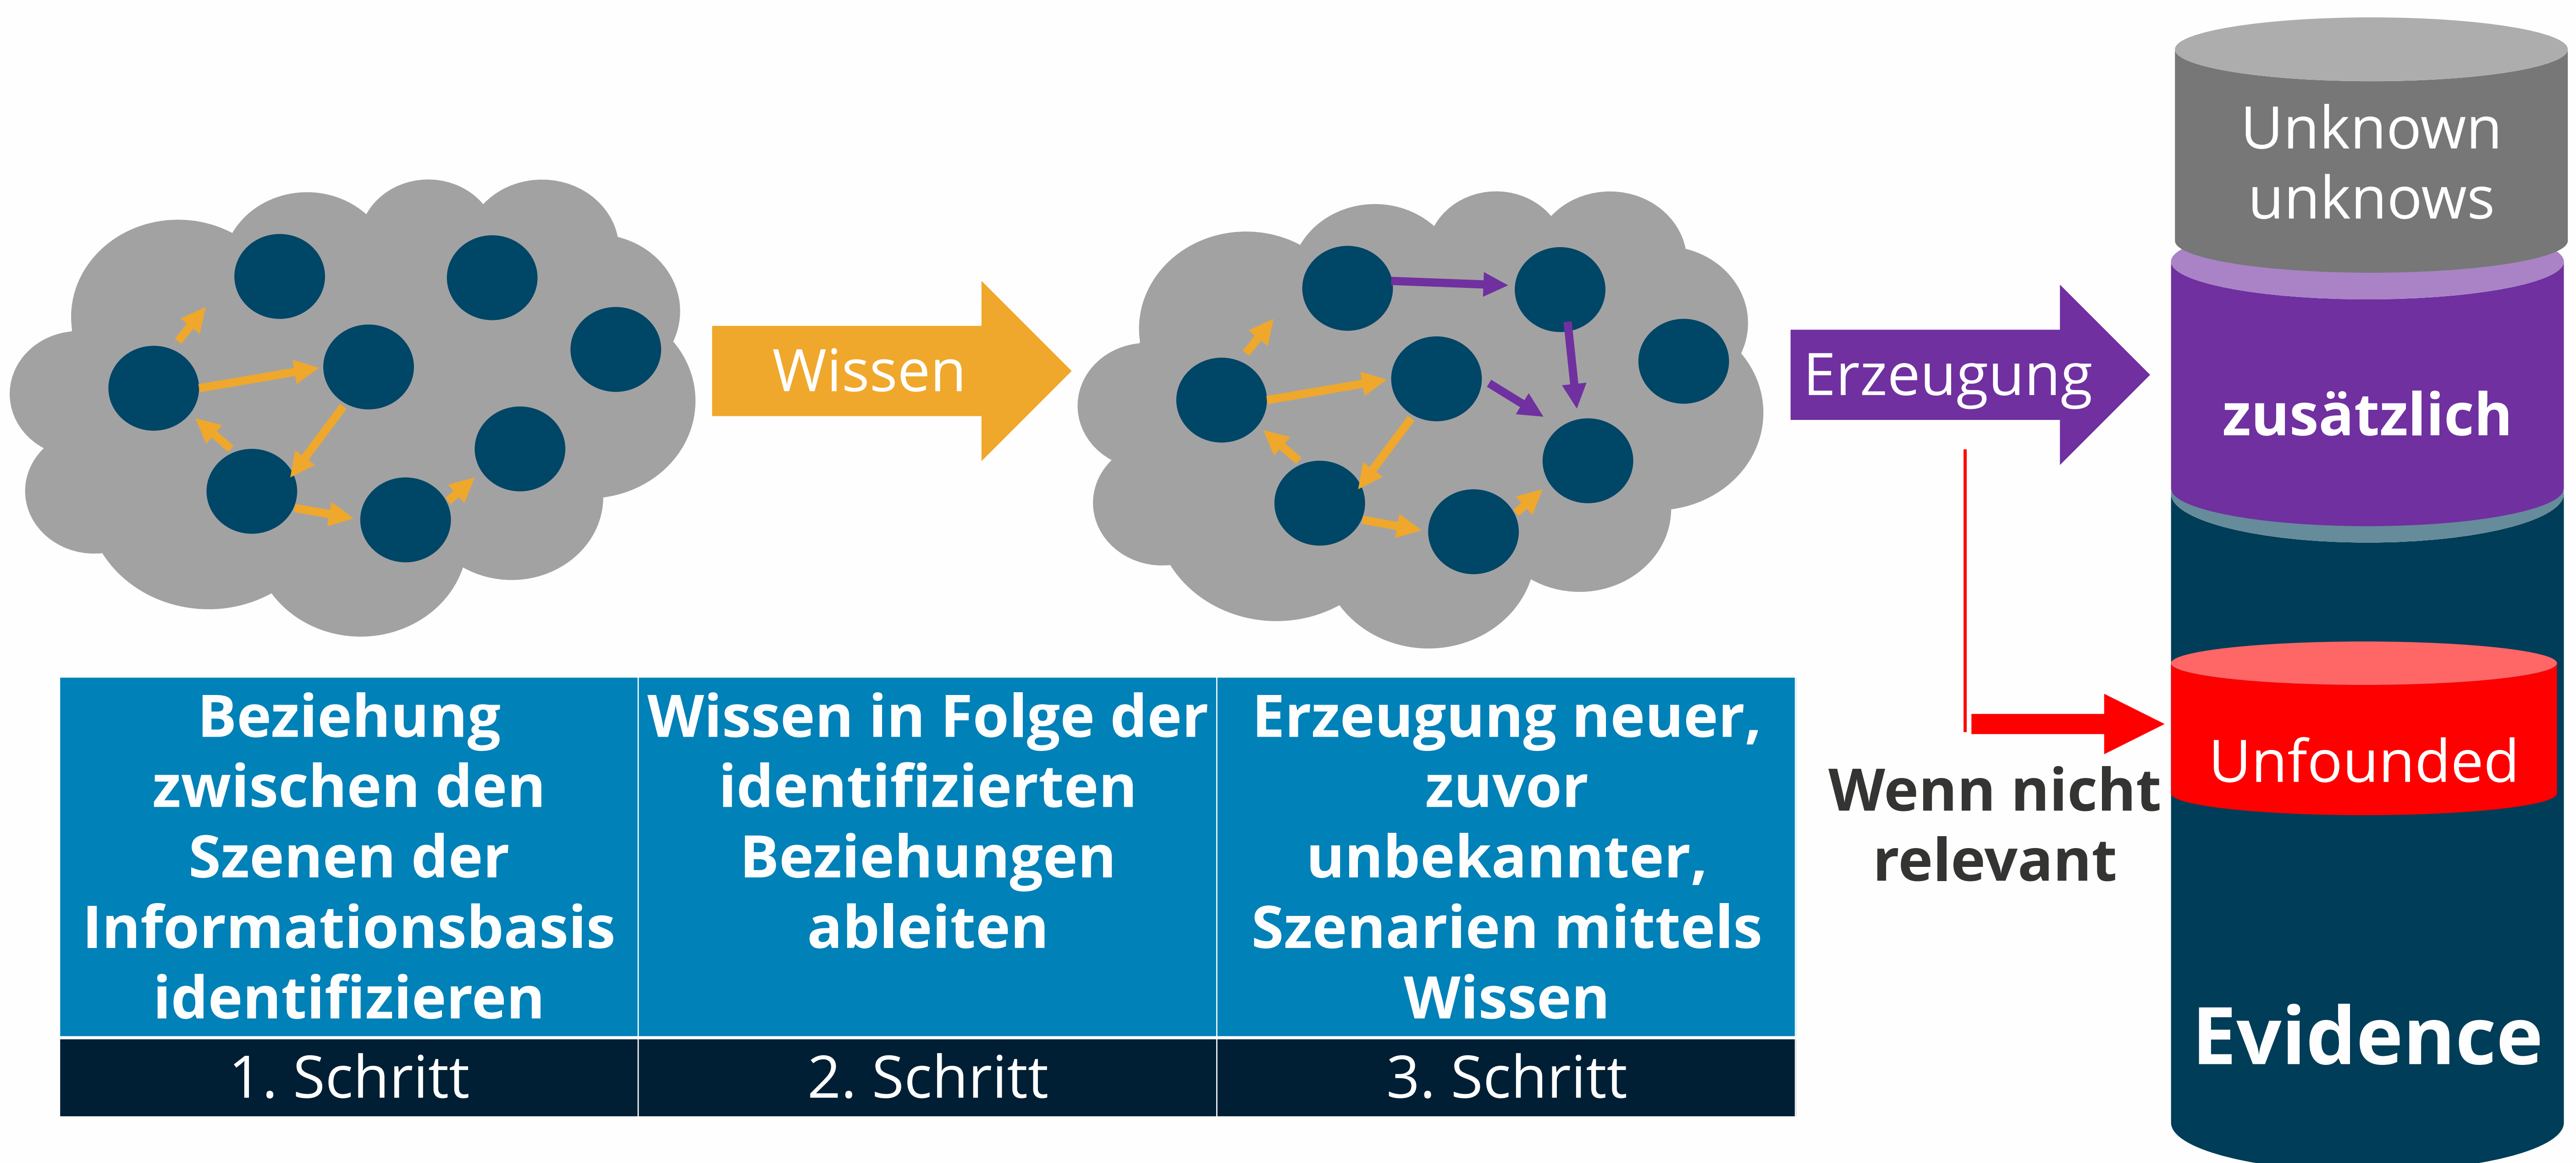 Wissen
Erzeugung
Unknown
unknows
zusätzlich
Unfounded
Evidence
Wenn nicht
relevant
Beziehung
zwischen den
Szenen der
Informationsbasis
identifizieren
1. Schritt
Wissen in Folge der
identifizierten
Beziehungen
ableiten
2. Schritt
Erzeugung neuer,
zuvor
unbekannter,
Szenarien mittels
Wissen
3. Schritt